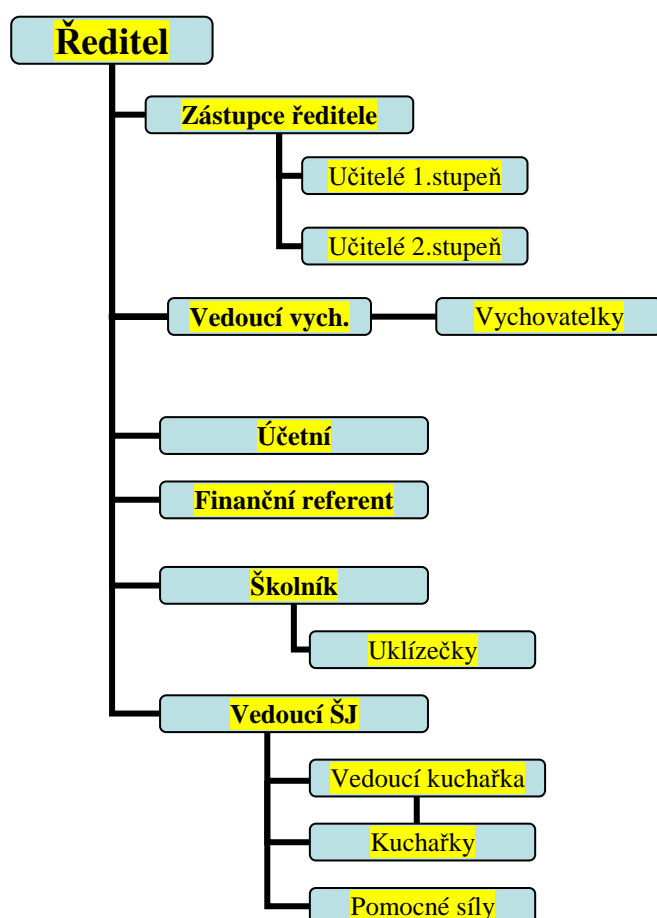 Ředitel
Zástupce ředitele
Učitelé 1.stupeň
Učitelé 2.stupeň
Vedoucí vych.
Vychovatelky
Účetní
Finanční referent
Školník
Uklízečky
Vedoucí ŠJ
Vedoucí kuchařka
Kuchařky
Pomocné síly